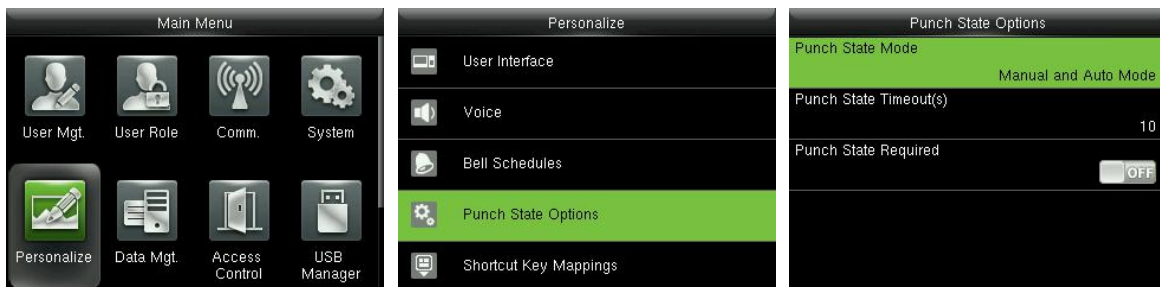 Main Menu
User Mgt.
User Role
Comm.
System
Personalize
Data Mgt.
Access
Control
USB
Manager
Personalize
User Interface
Voice
Bell Schedules
Punch State Options
Shortcut Key Mappings
Punch State Options
Punch State Mode
Manual and Auto Mode
Punch State Timeout(s)
10
Punch State Required
OFF